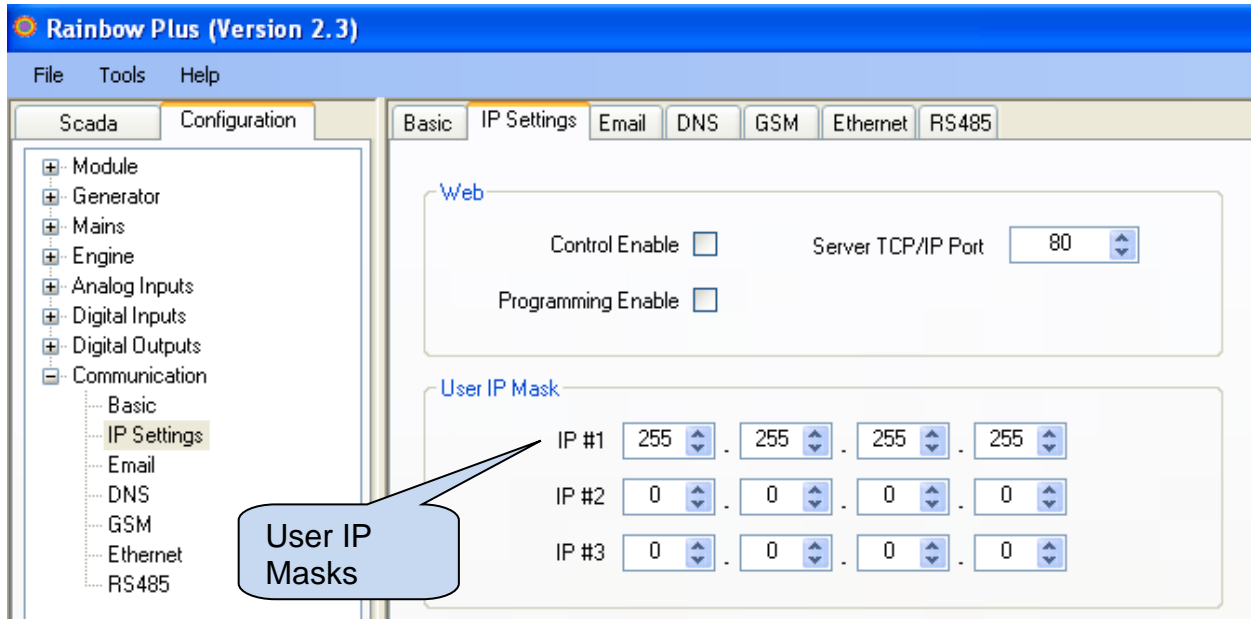 Rainbow Plus (Version 2.3)
File Tools Help
Scada Configuration
Module
Generator
Mains
Engine
Analog Inputs
Digital Inputs
Digital Outputs
Communication
Basic
IP Settings
Email
DNS
GSM
Ethernet
RS485
Basic IP Settings Email DNS GSM Ethernet RS485
Web
Control Enable Server TCP/IP Port 80
Programming Enable
User IP Mask
IP #1 255 . 255 . 255 . 255
IP #2 0 . 0 . 0 . 0
IP #3 0 . 0 . 0 . 0
User IP
Masks